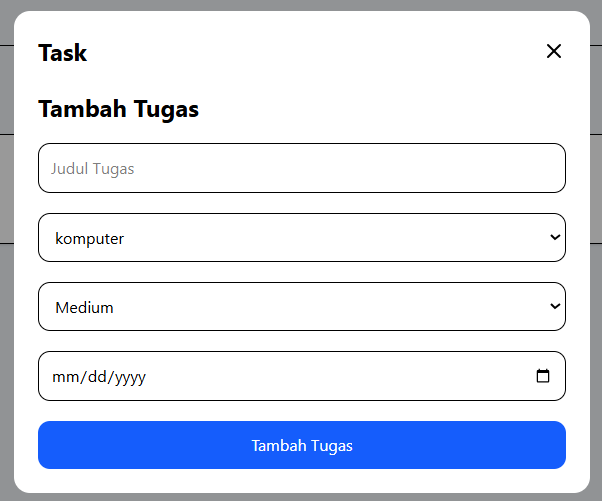 Task
Tambah Tugas
Judul Tugas
komputer
Medium
mm/dd/yyyy
Tambah Tugas